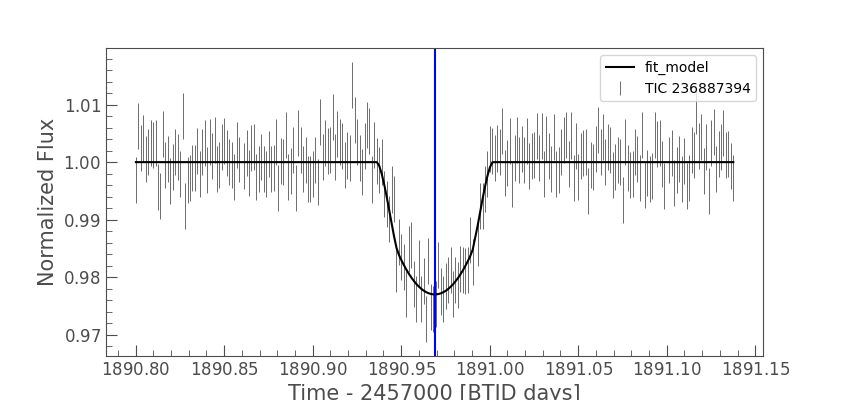 fit_model
TIC 236887394
Normalized Flux
1.01
1.00
0.99
0.98
0.97
1890.80 1890.85 1890.90 1890.95 1891.00 1891.05 1891.10 1891.15
Time - 2457000 [BTJD days]